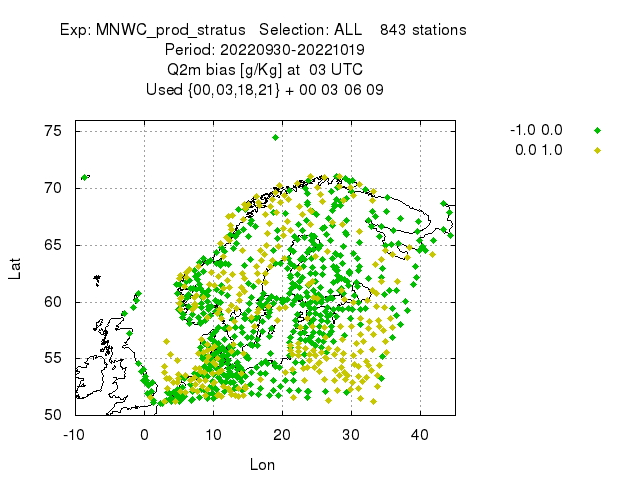 Exp: MNWC_prod_stratus   Selection: ALL    843 stations
Period: 20220930-20221019
Q2m bias [g/Kg] at  03 UTC
Used {00,03,18,21} + 00 03 06 09
-1.0 0.0
0.0 1.0
75
70
65
60
55
50
Lat
-10 0 10 20 30 40
Lon